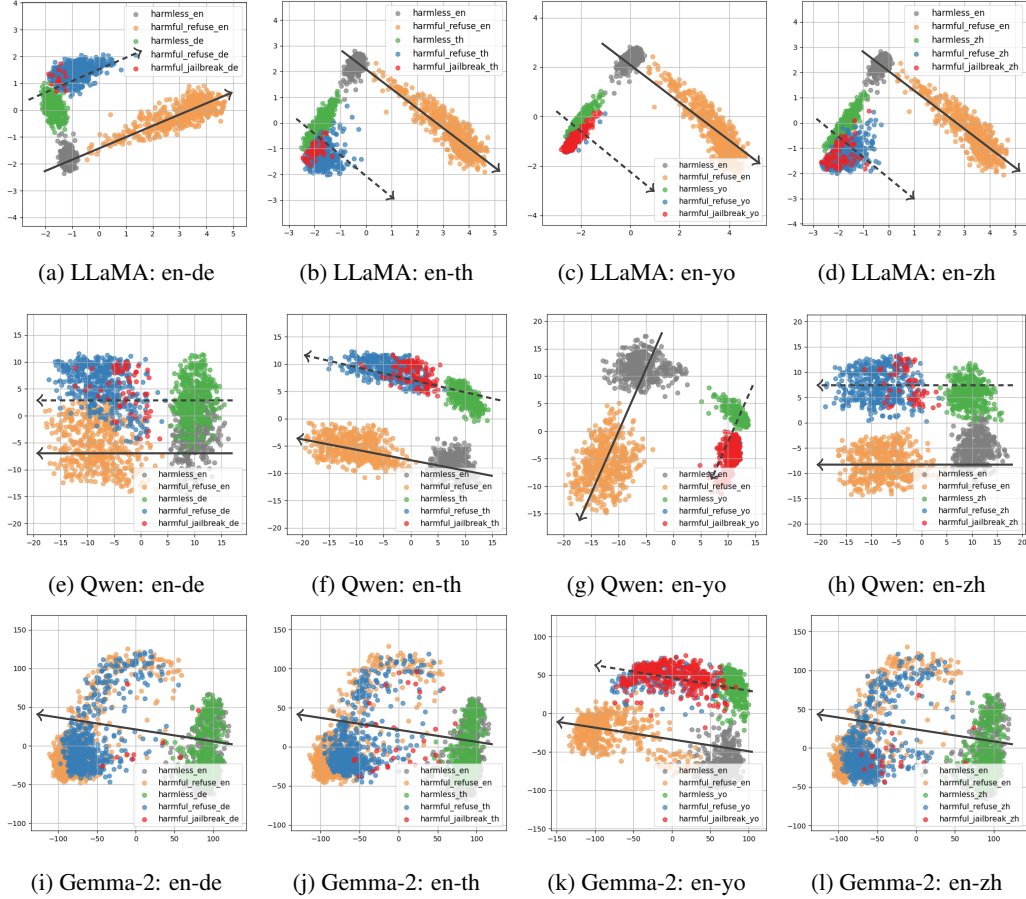 harmless_en
harmful_refuse_en
harmless_de
harmful_refuse_de
harmful_jailbreak_de
(a) LLaMA: en-de
harmless_en
harmful_refuse_en
harmless_th
harmful_refuse_th
harmful_jailbreak_th
(b) LLaMA: en-th
harmless_en
harmful_refuse_en
harmless_yo
harmful_refuse_yo
harmful_jailbreak_yo
(c) LLaMA: en-yo
harmless_en
harmful_refuse_en
harmless_zh
harmful_refuse_zh
harmful_jailbreak_zh
(d) LLaMA: en-zh
harmless_en
harmful_refuse_en
harmless_de
harmful_refuse_de
harmful_jailbreak_de
(e) Qwen: en-de
harmless_en
harmful_refuse_en
harmless_th
harmful_refuse_th
harmful_jailbreak_th
(f) Qwen: en-th
harmless_en
harmful_refuse_en
harmless_yo
harmful_refuse_yo
harmful_jailbreak_yo
(g) Qwen: en-yo
harmless_en
harmful_refuse_en
harmless_zh
harmful_refuse_zh
harmful_jailbreak_zh
(h) Qwen: en-zh
harmless_en
harmful_refuse_en
harmless_de
harmful_refuse_de
harmful_jailbreak_de
(i) Gemma-2: en-de
harmless_en
harmful_refuse_en
harmless_th
harmful_refuse_th
harmful_jailbreak_th
(j) Gemma-2: en-th
harmless_en
harmful_refuse_en
harmless_yo
harmful_refuse_yo
harmful_jailbreak_yo
(k) Gemma-2: en-yo
harmless_en
harmful_refuse_en
harmless_zh
harmful_refuse_zh
harmful_jailbreak_zh
(l) Gemma-2: en-zh